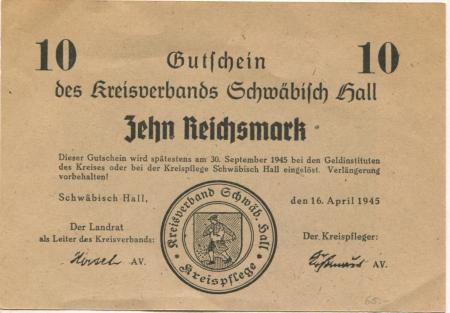 10 Gutschein 10
des Kreisverbands Schwäbisch Hall
Zehn Reichsmark
Dieser Gutschein wird spätestens am 30. September 1945 bei den Geldinstituten
des Kreises oder bei der Kreispflege Schwäbisch Hall eingelöst. Verlängerung
vorbehalten!
Schwäbisch Hall, den 16. April 1945
Kreisverband Schwäb. Hall
Kreispflege
Der Landrat
als Leiter des Kreisverbands:
AV.
Der Kreispfleger:
AV.
65.-